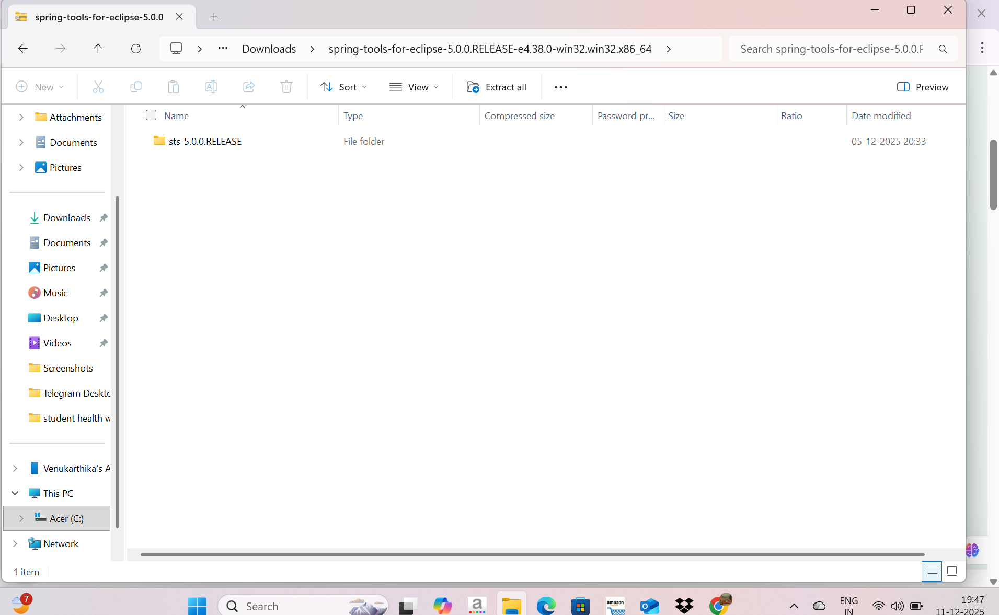 spring-tools-for-eclipse-5.0.0
Downloads
spring-tools-for-eclipse-5.0.0.RELEASE-e4.38.0-win32.win32.x86_64
Search spring-tools-for-eclipse-5.0.0.F
New
Sort
View
Extract all
Preview
Name
Type
Compressed size
Password pr...
Size
Ratio
Date modified
sts-5.0.0.RELEASE
File folder
05-12-2025 20:33
Attachments
Documents
Pictures
Downloads
Documents
Pictures
Music
Desktop
Videos
Screenshots
Telegram Deskto
student health w
Venukarthika's A
This PC
Acer (C:)
Network
1 item
7
Search
a
amazon
ENG
IN
19:47
11-12-2025